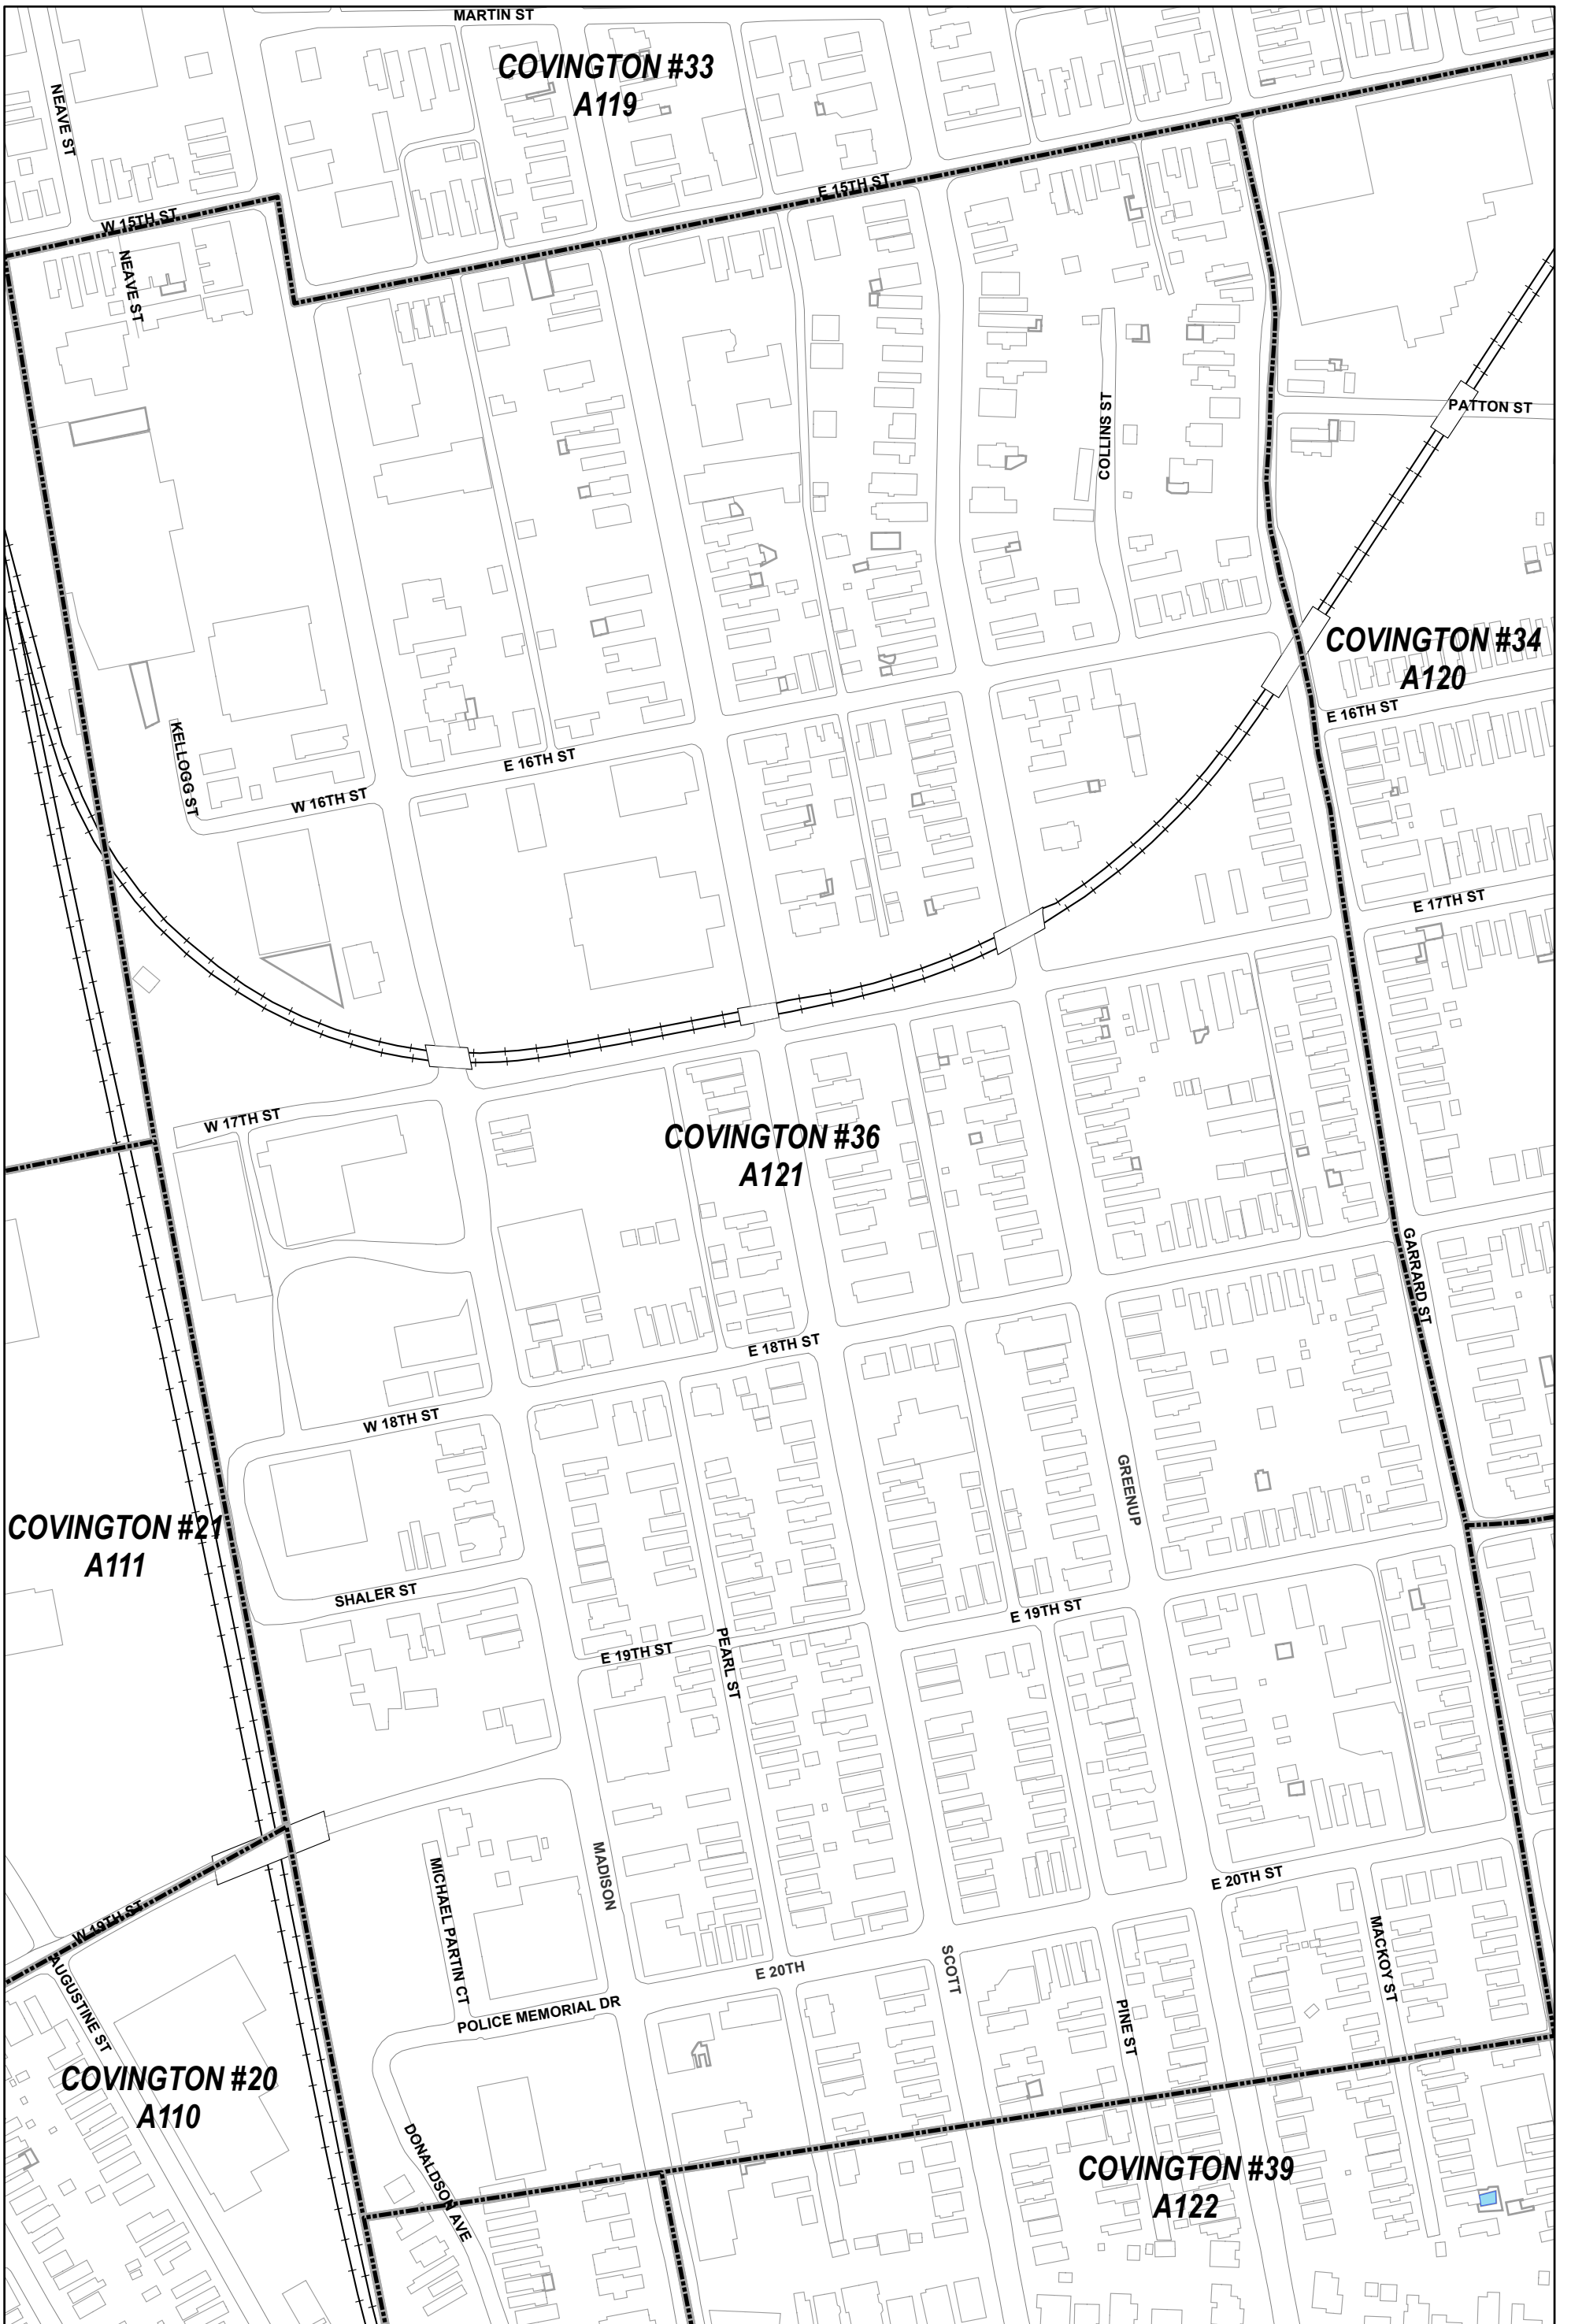 MARTIN ST
COVINGTON #33
A119
NEAVE ST
E 15TH ST
W 15TH ST
NEAVE ST
PATTON ST
COLLINS ST
COVINGTON #34
A120
E 16TH ST
KELLOGG ST
E 16TH ST
W 16TH ST
E 17TH ST
W 17TH ST
COVINGTON #36
A121
GARRARD ST
E 18TH ST
W 18TH ST
GREENUP
COVINGTON #21
A111
SHALER ST
E 19TH ST
E 19TH ST
PEARL ST
MADISON
MICHAEL PARTIN CT
E 20TH ST
W 19TH ST
MACKOY ST
AUGUSTINE ST
E 20TH
SCOTT
PINE ST
POLICE MEMORIAL DR
COVINGTON #20
A110
DONALDSON AVE
COVINGTON #39
A122